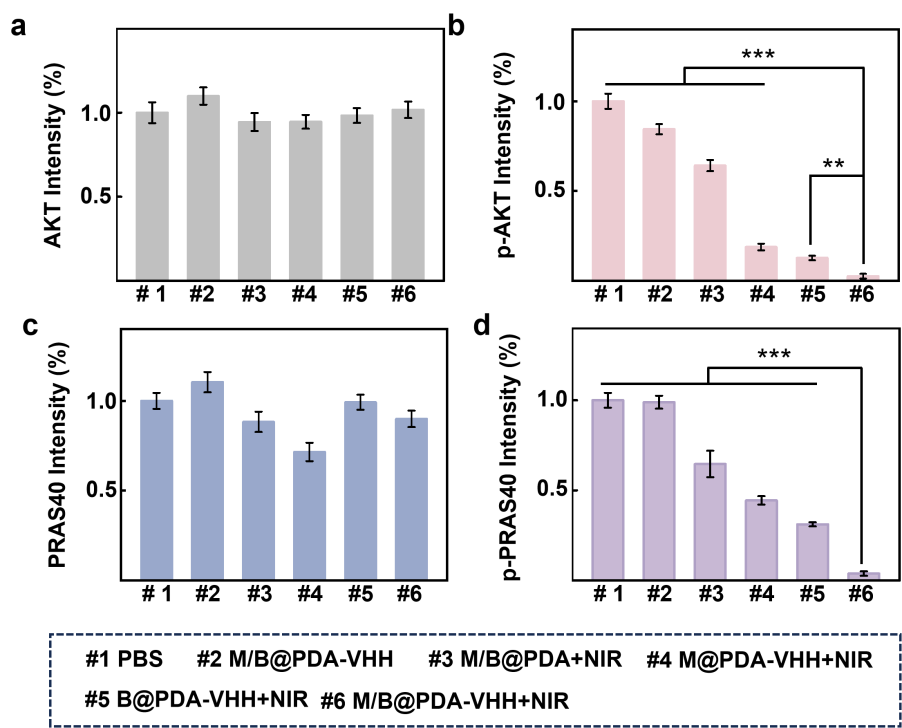 a
AKT Intensity (%)
1.0
0.5
# 1 #2 #3 #4 #5 #6
b
p-AKT Intensity (%)
1.0
0.5
***
**
# 1 #2 #3 #4 #5 #6
c
PRAS40 Intensity (%)
1.0
0.5
# 1 #2 #3 #4 #5 #6
d
p-PRAS40 Intensity (%)
1.0
0.5
***
# 1 #2 #3 #4 #5 #6
#1 PBS #2 M/B@PDA-VHH #3 M/B@PDA+NIR #4 M@PDA-VHH+NIR
#5 B@PDA-VHH+NIR #6 M/B@PDA-VHH+NIR